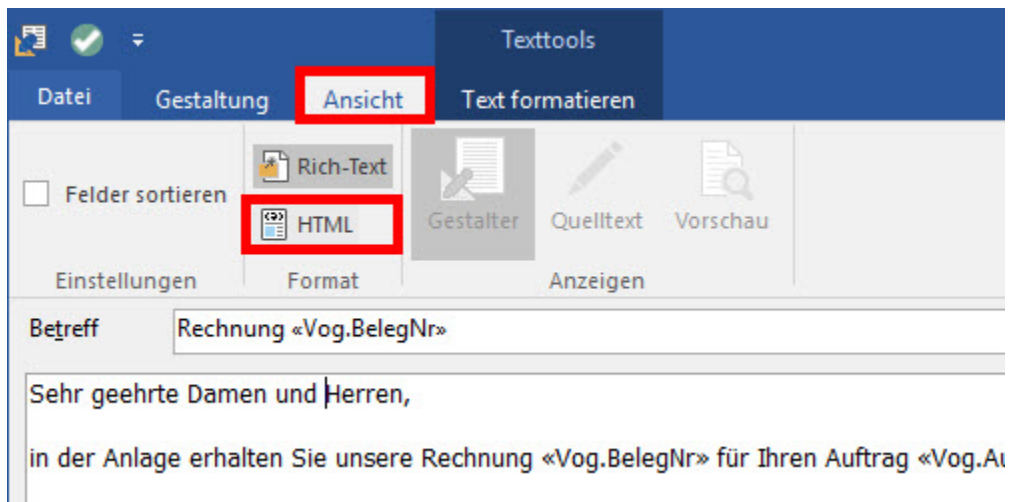 Texttools
Datei Gestaltung Ansicht Text formatieren
Felder sortieren
Rich-Text
HTML
Gestalter Quelltext Vorschau
Einstellungen Format Anzeigen
Betreff Rechnung «Vog.BelegNr»
Sehr geehrte Damen und Herren,
in der Anlage erhalten Sie unsere Rechnung «Vog.BelegNr» für Ihren Auftrag «Vog.Au